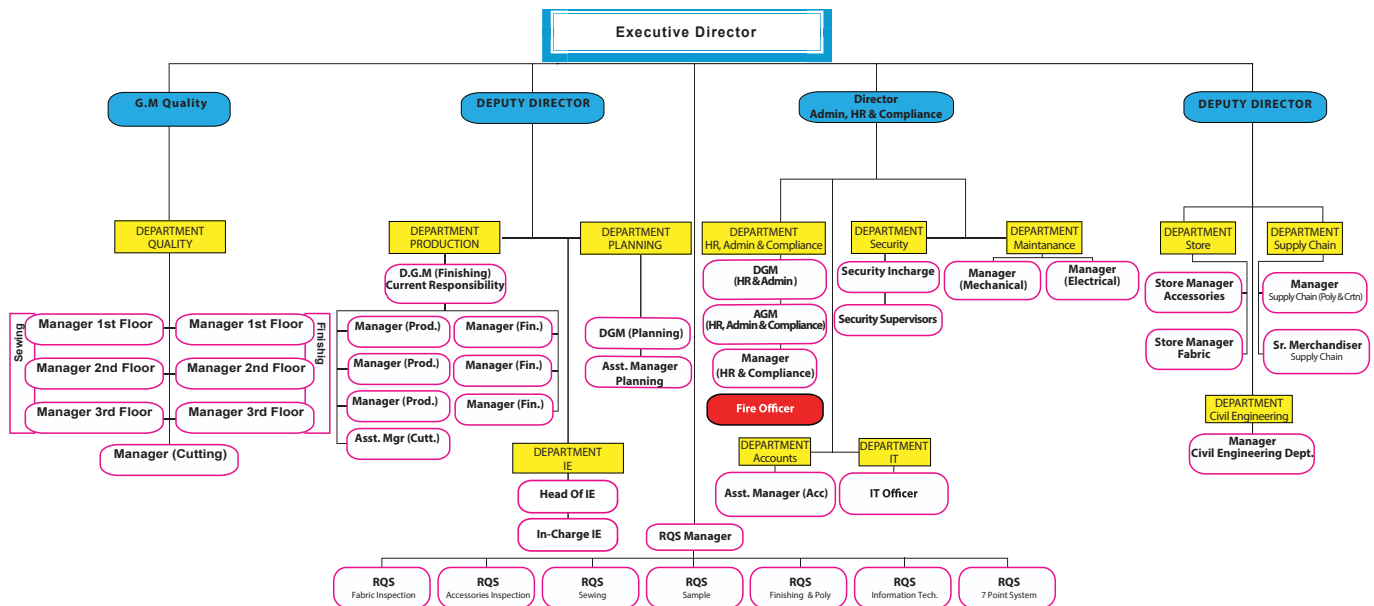 Executive Director
G.M Quality
DEPUTY DIRECTOR
Director
Admin, HR & Compliance
DEPUTY DIRECTOR
DEPARTMENT
QUALITY
DEPARTMENT
PRODUCTION
DEPARTMENT
PLANNING
DEPARTMENT
HR, Admin & Compliance
DEPARTMENT
Security
DEPARTMENT
Maintanance
DEPARTMENT
Store
DEPARTMENT
Supply Chain
Sewing
Manager 1st Floor
Manager 1st Floor
Manager 2nd Floor
Manager 2nd Floor
Manager 3rd Floor
Manager 3rd Floor
Finishig
Manager (Cutting)
D.G.M (Finishing)
Current Responsibility
Manager (Prod.)
Manager (Fin.)
Manager (Prod.)
Manager (Fin.)
Manager (Prod.)
Manager (Fin.)
Asst. Mgr (Cutt.)
DGM (Planning)
Asst. Manager
Planning
DEPARTMENT
IE
Head Of IE
In-Charge IE
DGM
(HR & Admin)
AGM
(HR, Admin & Compliance)
Manager
(HR & Compliance)
Fire Officer
Security Incharge
Security Supervisors
Manager
(Mechanical)
Manager
(Electrical)
DEPARTMENT
Accounts
Asst. Manager (Acc)
DEPARTMENT
IT
IT Officer
Store Manager
Accessories
Store Manager
Fabric
Manager
Supply Chain (Poly & Crtn)
Sr. Merchandiser
Supply Chain
DEPARTMENT
Civil Engineering
Manager
Civil Engineering Dept.
RQS Manager
RQS
Fabric Inspection
RQS
Accessories Inspection
RQS
Sewing
RQS
Sample
RQS
Finishing & Poly
RQS
Information Tech.
RQS
7 Point System